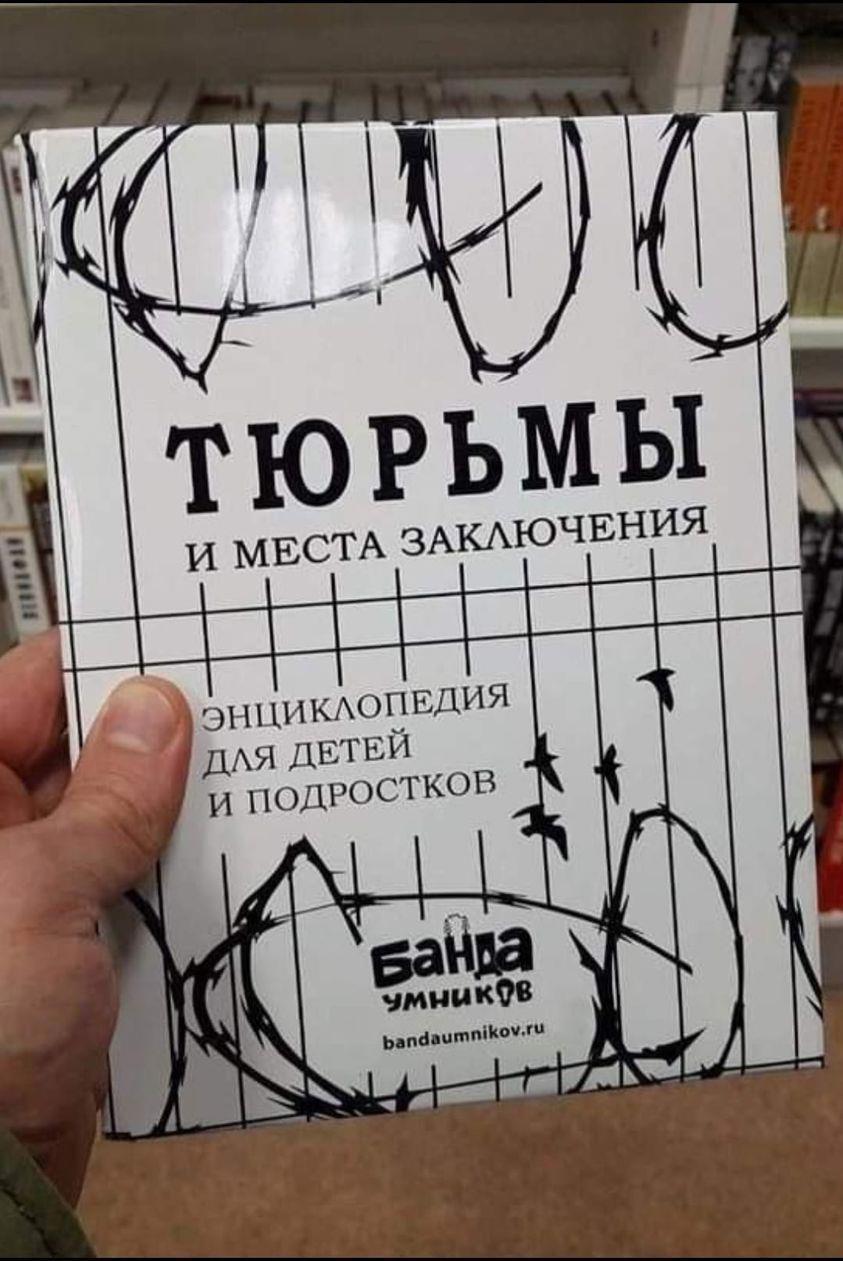 ТЮРЬМЫ
И МЕСТА ЗАКЛЮЧЕНИЯ
ЭНЦИКЛОПЕДИЯ
ДЛЯ ДЕТЕЙ
И ПОДРОСТКОВ
Банда
умников
bandaumnikov.ru